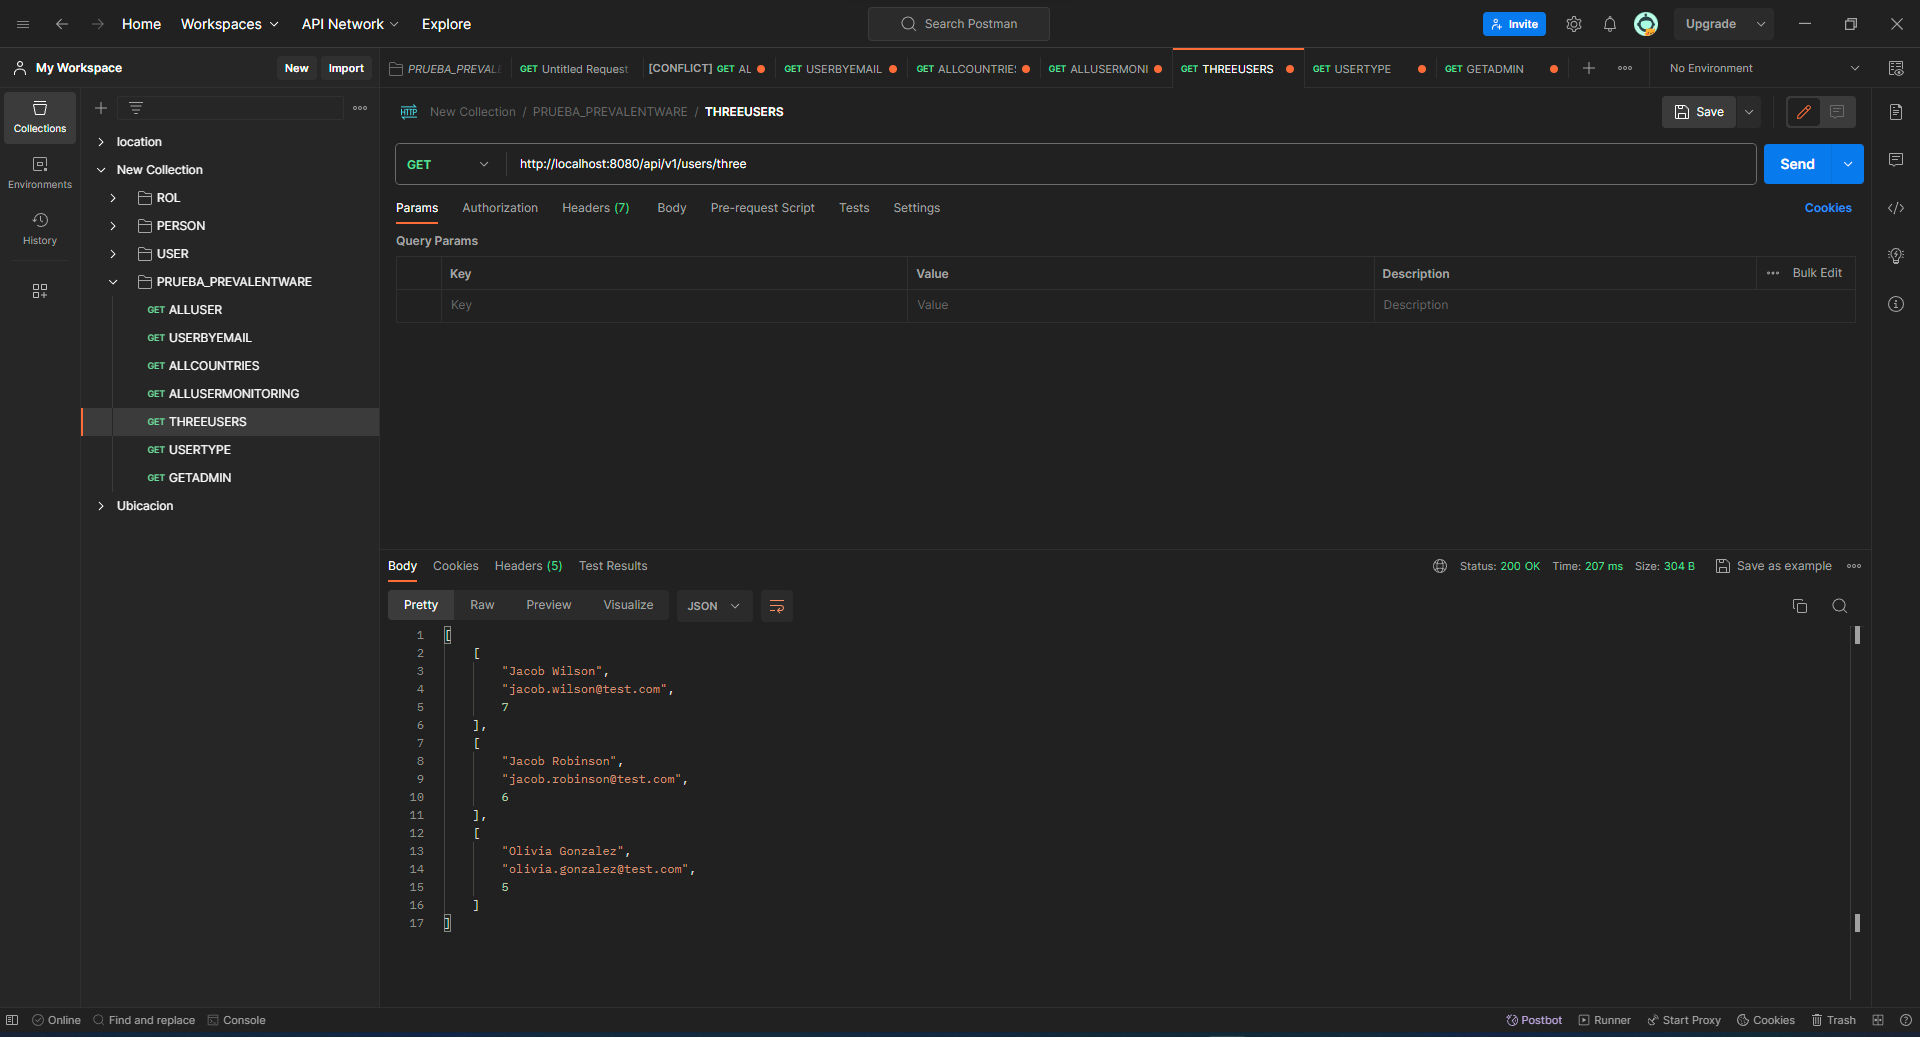 Home Workspaces API Network Explore Search Postman Invite Upgrade
My Workspace New Import PRUEBA_PREVALE GET Untitled Request [CONFLICT] GET AL GET USERBYEMAIL GET ALLCOUNTRIE GET ALLUSERMONI GET THREEUSERS GET USERTYPE GET GETADMIN No Environment
Collections
Environments
History
location
New Collection
ROL
PERSON
USER
PRUEBA_PREVALENTWARE
GET ALLUSER
GET USERBYEMAIL
GET ALLCOUNTRIES
GET ALLUSERMONITORING
GET THREEUSERS
GET USERTYPE
GET GETADMIN
Ubicacion
HTTP New Collection / PRUEBA_PREVALENTWARE / THREEUSERS Save
GET http://localhost:8080/api/v1/users/three Send
Params Authorization Headers (7) Body Pre-request Script Tests Settings Cookies
Query Params
Key Value Description Bulk Edit
Key Value Description
Body Cookies Headers (5) Test Results Status: 200 OK Time: 207 ms Size: 304 B Save as example
Pretty Raw Preview Visualize JSON
1 [
2 [
3 "Jacob Wilson",
4 "jacob.wilson@test.com",
5 7
6 ],
7 [
8 "Jacob Robinson",
9 "jacob.robinson@test.com",
10 6
11 ],
12 [
13 "Olivia Gonzalez",
14 "olivia.gonzalez@test.com",
15 5
16 ]
17 ]
Online Find and replace Console Postbot Runner Start Proxy Cookies Trash